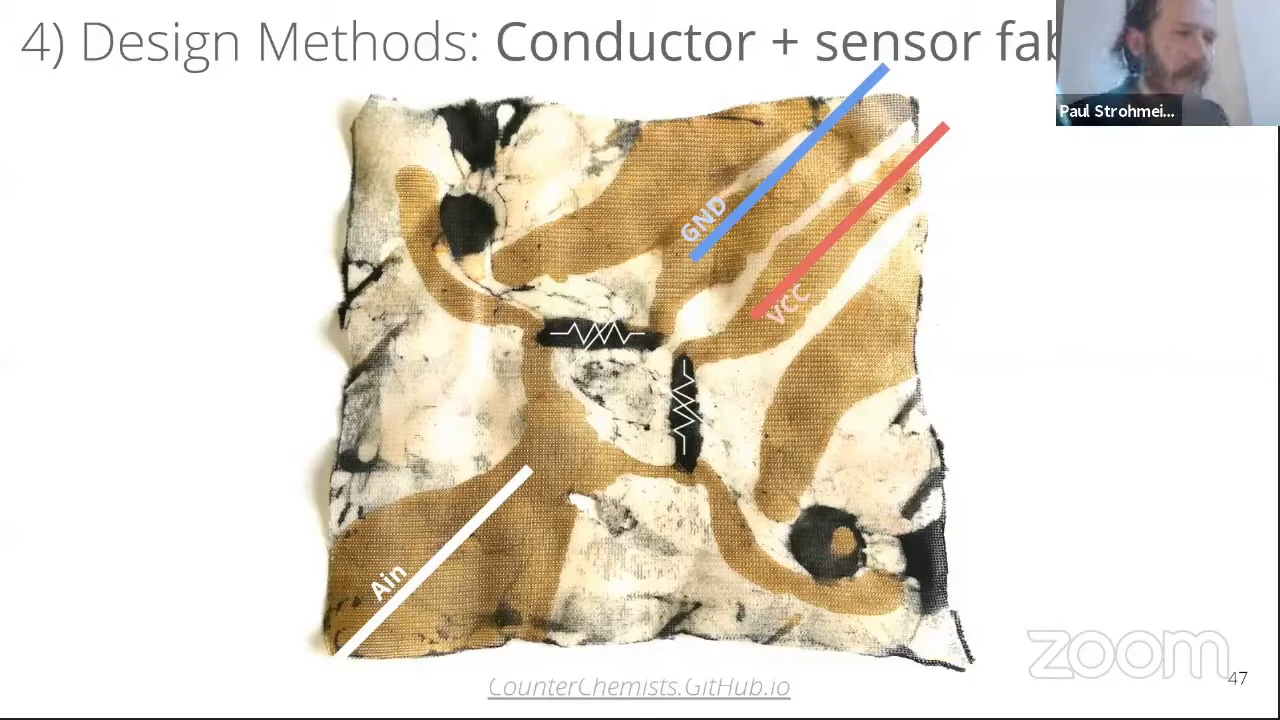 4) Design Methods: Conductor + sensor fab
Paul Strohmei...
GND
VCC
Ain
zoom
47
CounterChemists.GitHub.io